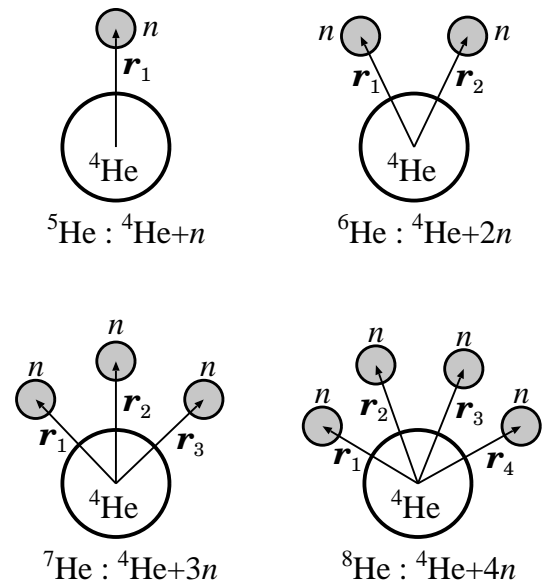 n
𝒓₁
⁴He
⁵He : ⁴He+n
n n
𝒓₁ 𝒓₂
⁴He
⁶He : ⁴He+2n
n n n
𝒓₁ 𝒓₂ 𝒓₃
⁴He
⁷He : ⁴He+3n
n n n n
𝒓₁ 𝒓₂ 𝒓₃ 𝒓₄
⁴He
⁸He : ⁴He+4n